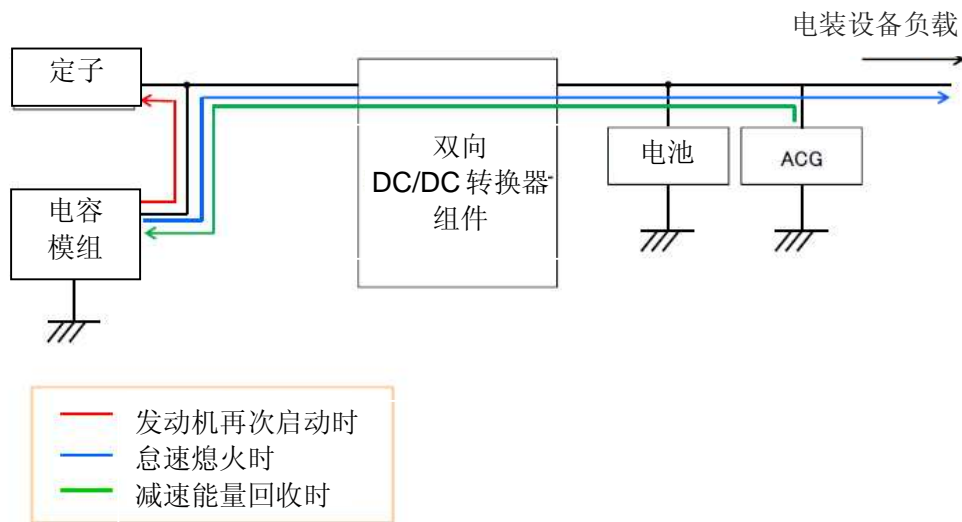 电装设备负载
定子
双向
DC/DC 转换器
组件
电池
ACG
电容
模组
发动机再次启动时
怠速熄火时
减速能量回收时